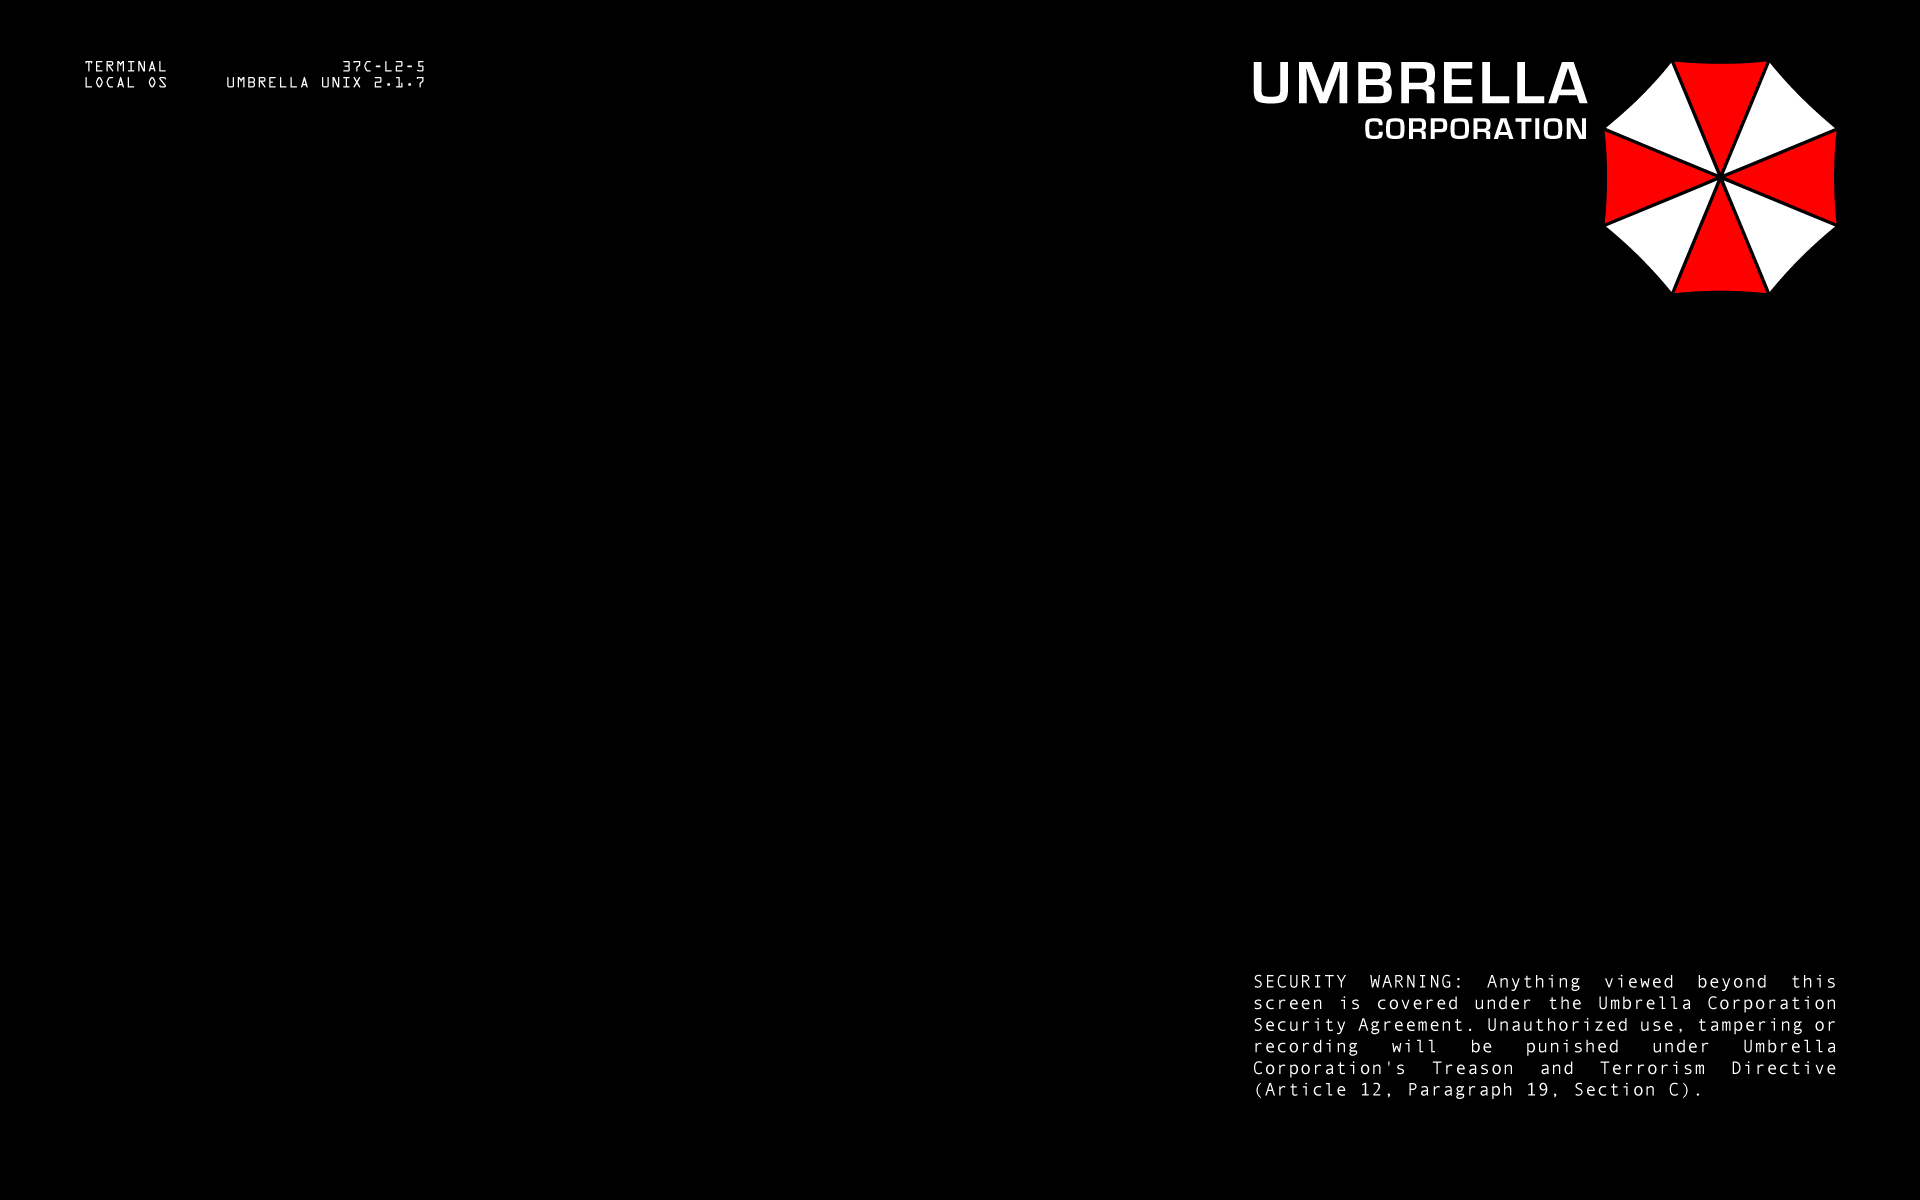 TERMINAL 37C-L2-5
LOCAL OS UMBRELLA UNIX 2.1.7
UMBRELLA
CORPORATION
SECURITY WARNING: Anything viewed beyond this
screen is covered under the Umbrella Corporation
Security Agreement. Unauthorized use, tampering or
recording will be punished under Umbrella
Corporation's Treason and Terrorism Directive
(Article 12, Paragraph 19, Section C).